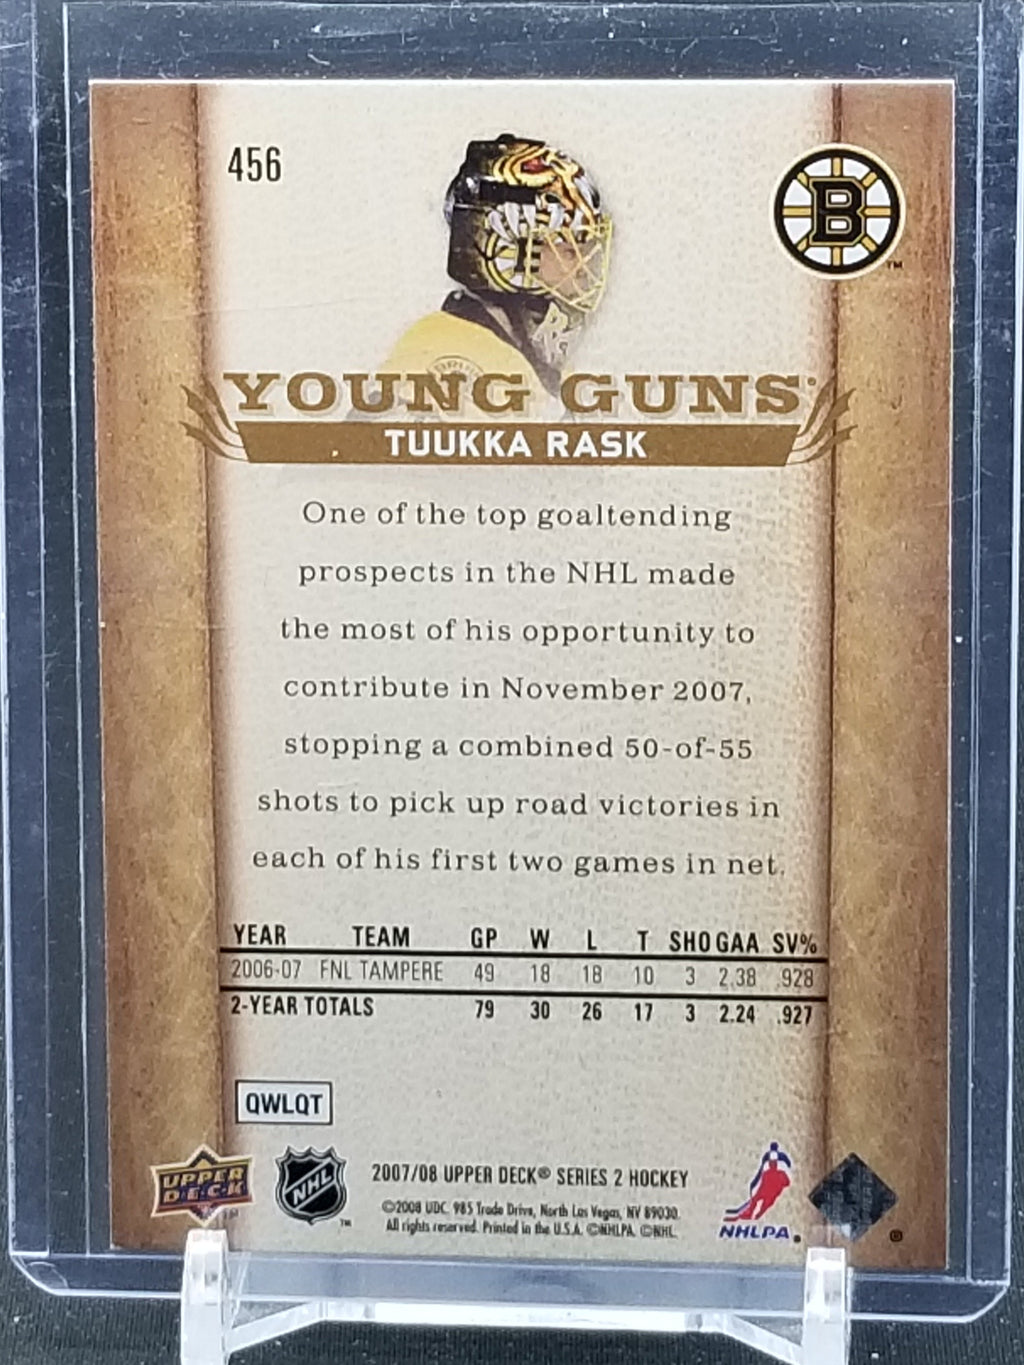 456
B
TM
YOUNG GUNS
TUUKKA RASK
One of the top goaltending
prospects in the NHL made
the most of his opportunity to
contribute in November 2007,
stopping a combined 50-of-55
shots to pick up road victories in
each of his first two games in net.
YEAR TEAM GP W L T SHO GAA SV%
2006-07 FNL TAMPERE 49 18 18 10 3 2.38 .928
2-YEAR TOTALS 79 30 26 17 3 2.24 .927
QWLQT
UPPER DECK
NHL
TM
2007/08 UPPER DECK® SERIES 2 HOCKEY
©2008 UDC. 985 Trade Drive, North Las Vegas, NV 89030.
All rights reserved. Printed in the U.S.A. ©NHLPA. ©NHL.
NHLPA.
®